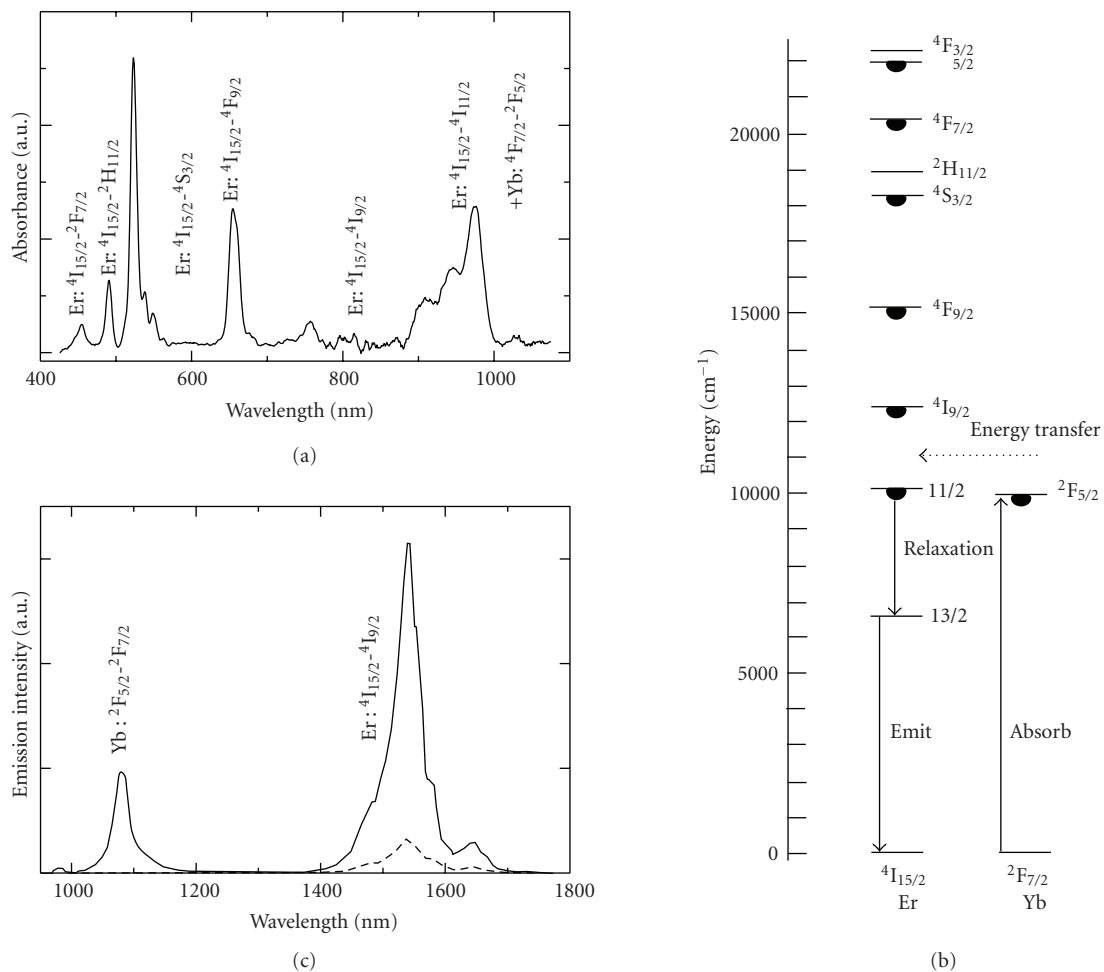 Absorbance (a.u.)
Er: ⁴I₁₅/₂-²F₇/₂
Er: ⁴I₁₅/₂-²H₁₁/₂
Er: ⁴I₁₅/₂-⁴S₃/₂
Er: ⁴I₁₅/₂-⁴F₉/₂
Er: ⁴I₁₅/₂-⁴I₉/₂
Er: ⁴I₁₅/₂-⁴I₁₁/₂
+Yb: ⁴F₇/₂-²F₅/₂
400 600 800 1000
Wavelength (nm)
(a)
Emission intensity (a.u.)
Yb : ²F₅/₂-²F₇/₂
Er : ⁴I₁₅/₂-⁴I₉/₂
1000 1200 1400 1600 1800
Wavelength (nm)
(c)
Energy (cm⁻¹)
20000
15000
10000
5000
0
⁴F₃/₂
5/2
⁴F₇/₂
²H₁₁/₂
⁴S₃/₂
⁴F₉/₂
⁴I₉/₂
Energy transfer
11/2
²F₅/₂
Relaxation
13/2
Emit
Absorb
⁴I₁₅/₂ ²F₇/₂
Er Yb
(b)